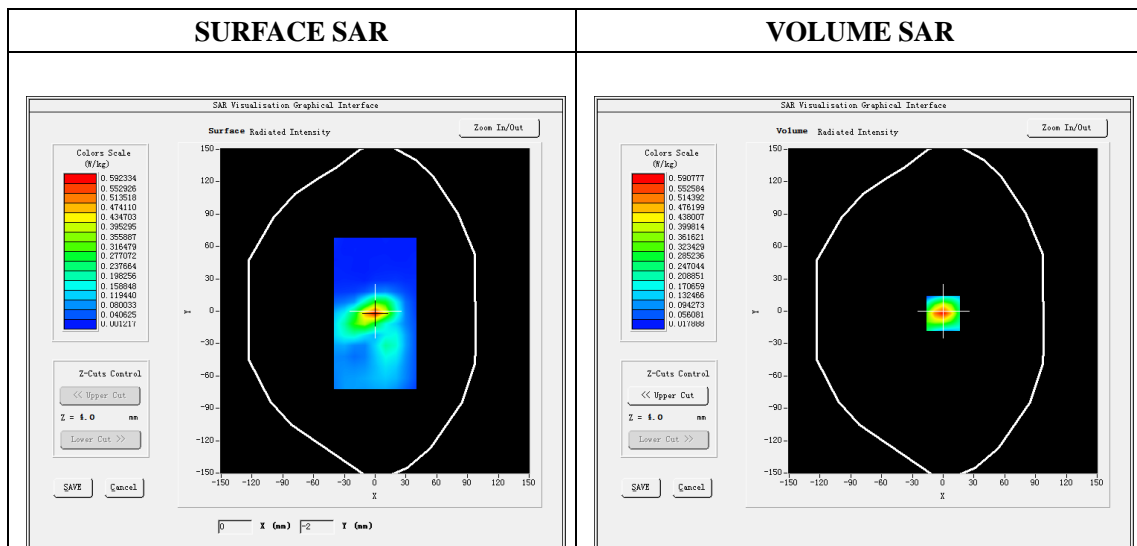 SURFACE SAR
VOLUME SAR
SAR Visualisation Graphical Interface
Surface Radiated Intensity
Zoom In/Out
Colors Scale
(W/kg)
0.592334
0.552926
0.513518
0.474110
0.434703
0.395295
0.355887
0.316479
0.277072
0.237664
0.198256
0.158848
0.119440
0.080033
0.040625
0.001217
Z-Cuts Control
<< Upper Cut
Z = 4.0 mm
Lower Cut >>
SAVE Cancel
150
120
90
60
30
0
-30
-60
-90
-120
-150
Y
-150 -120 -90 -60 -30 0 30 60 90 120 150
X
0 X (mm) -2 Y (mm)
SAR Visualisation Graphical Interface
Volume Radiated Intensity
Zoom In/Out
Colors Scale
(W/kg)
0.590777
0.552584
0.514392
0.476199
0.438007
0.399814
0.361621
0.323429
0.285236
0.247044
0.208851
0.170659
0.132466
0.094273
0.056081
0.017888
Z-Cuts Control
<< Upper Cut
Z = 4.0 mm
Lower Cut >>
SAVE Cancel
150
120
90
60
30
0
-30
-60
-90
-120
-150
Y
-150 -120 -90 -60 -30 0 30 60 90 120 150
X